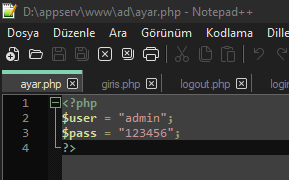 D:\appserv\www\ad\ayar.php - Notepad++
Dosya Düzenle Ara Görünüm Kodlama Dille
ayar.php giris.php logout.php login
1 <?php
2 $user = "admin";
3 $pass = "123456";
4 ?>